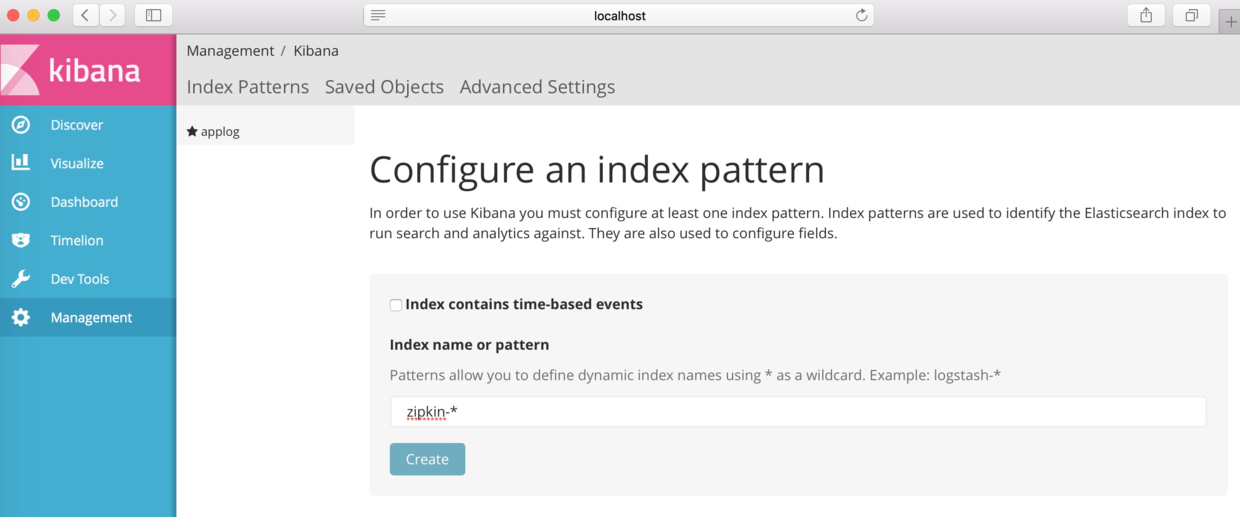 localhost
kibana
Management / Kibana
Index Patterns Saved Objects Advanced Settings
Discover
Visualize
Dashboard
Timelion
Dev Tools
Management
applog
Configure an index pattern
In order to use Kibana you must configure at least one index pattern. Index patterns are used to identify the Elasticsearch index to
run search and analytics against. They are also used to configure fields.
Index contains time-based events
Index name or pattern
Patterns allow you to define dynamic index names using * as a wildcard. Example: logstash-*
zipkin-*
Create